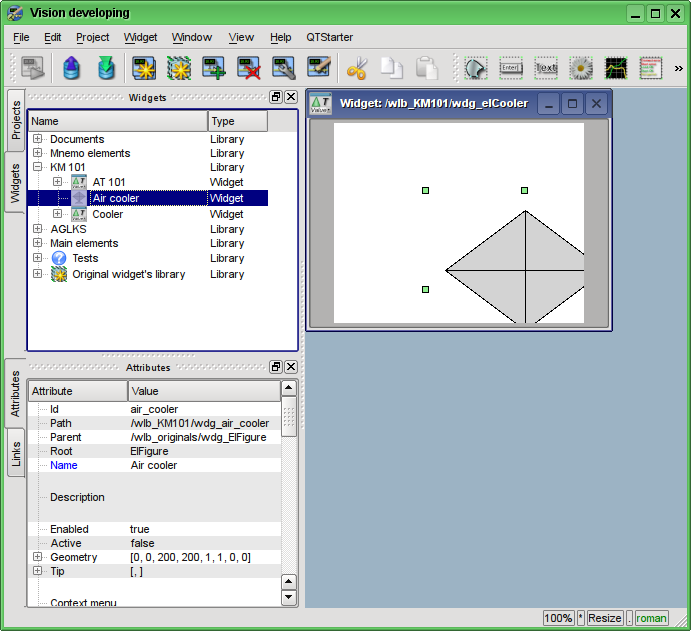 Vision developing
File Edit Project Widget Window View Help QTStarter
Enter
text
»
Projects
Widgets
Widgets
Name Type
Documents Library
Mnemo elements Library
KM 101 Library
AT 101 Widget
Air cooler Widget
Cooler Widget
AGLKS Library
Main elements Library
Tests Library
Original widget's library Library
Widget: /wlb_KM101/wdg_elCooler
Attributes
Links
Attributes
Attribute Value
Id air_cooler
Path /wlb_KM101/wdg_air_cooler
Parent /wlb_originals/wdg_ElFigure
Root ElFigure
Name Air cooler
Description
Enabled true
Active false
Geometry [0, 0, 200, 200, 1, 1, 0, 0]
Tip [, ]
Context menu
100% * Resize . roman